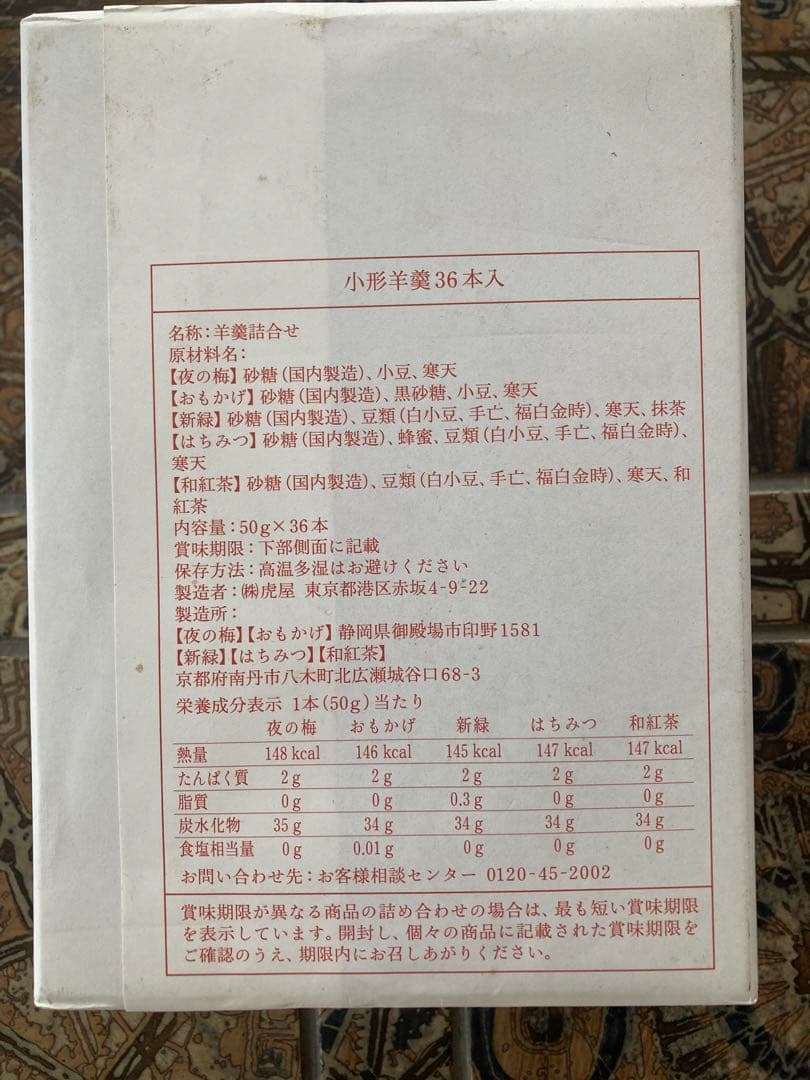 小形羊羹36本入
名称:羊羹詰合せ
原材料名:
【夜の梅】砂糖(国内製造)、小豆、寒天
【おもかげ】砂糖(国内製造)、黒砂糖、小豆、寒天
【新緑】砂糖(国内製造)、豆類(白小豆、手亡、福白金時)、寒天、抹茶
【はちみつ】砂糖(国内製造)、蜂蜜、豆類(白小豆、手亡、福白金時)、
寒天
【和紅茶】砂糖(国内製造)、豆類(白小豆、手亡、福白金時)、寒天、和
紅茶
内容量:50g×36本
賞味期限:下部側面に記載
保存方法:高温多湿はお避けください
製造者:㈱虎屋 東京都港区赤坂4-9-22
製造所:
【夜の梅】【おもかげ】静岡県御殿場市印野1581
【新緑】【はちみつ】【和紅茶】
京都府南丹市八木町北広瀬城谷口68-3
栄養成分表示 1本(50g)当たり
夜の梅 おもかげ 新緑 はちみつ 和紅茶
熱量 148kcal 146kcal 145kcal 147kcal 147kcal
たんぱく質 2g 2g 2g 2g 2g
脂質 0g 0g 0.3g 0g 0g
炭水化物 35g 34g 34g 34g 34g
食塩相当量 0g 0.01g 0g 0g 0g
お問い合わせ先:お客様相談センター 0120-45-2002
賞味期限が異なる商品の詰め合わせの場合は、最も短い賞味期限
を表示しています。開封し、個々の商品に記載された賞味期限を
ご確認のうえ、期限内にお召しあがりください。